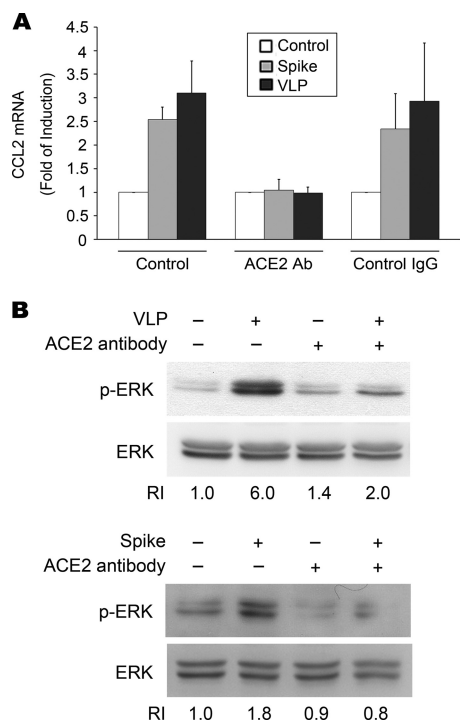 A
CCL2 mRNA
(Fold of Induction)
4.5
4
3.5
3
2.5
2
1.5
1
0.5
0
Control
Spike
VLP
Control
ACE2 Ab
Control IgG
B
VLP – + – +
ACE2 antibody – – + +
p-ERK
ERK
RI 1.0 6.0 1.4 2.0
Spike – + – +
ACE2 antibody – – + +
p-ERK
ERK
RI 1.0 1.8 0.9 0.8